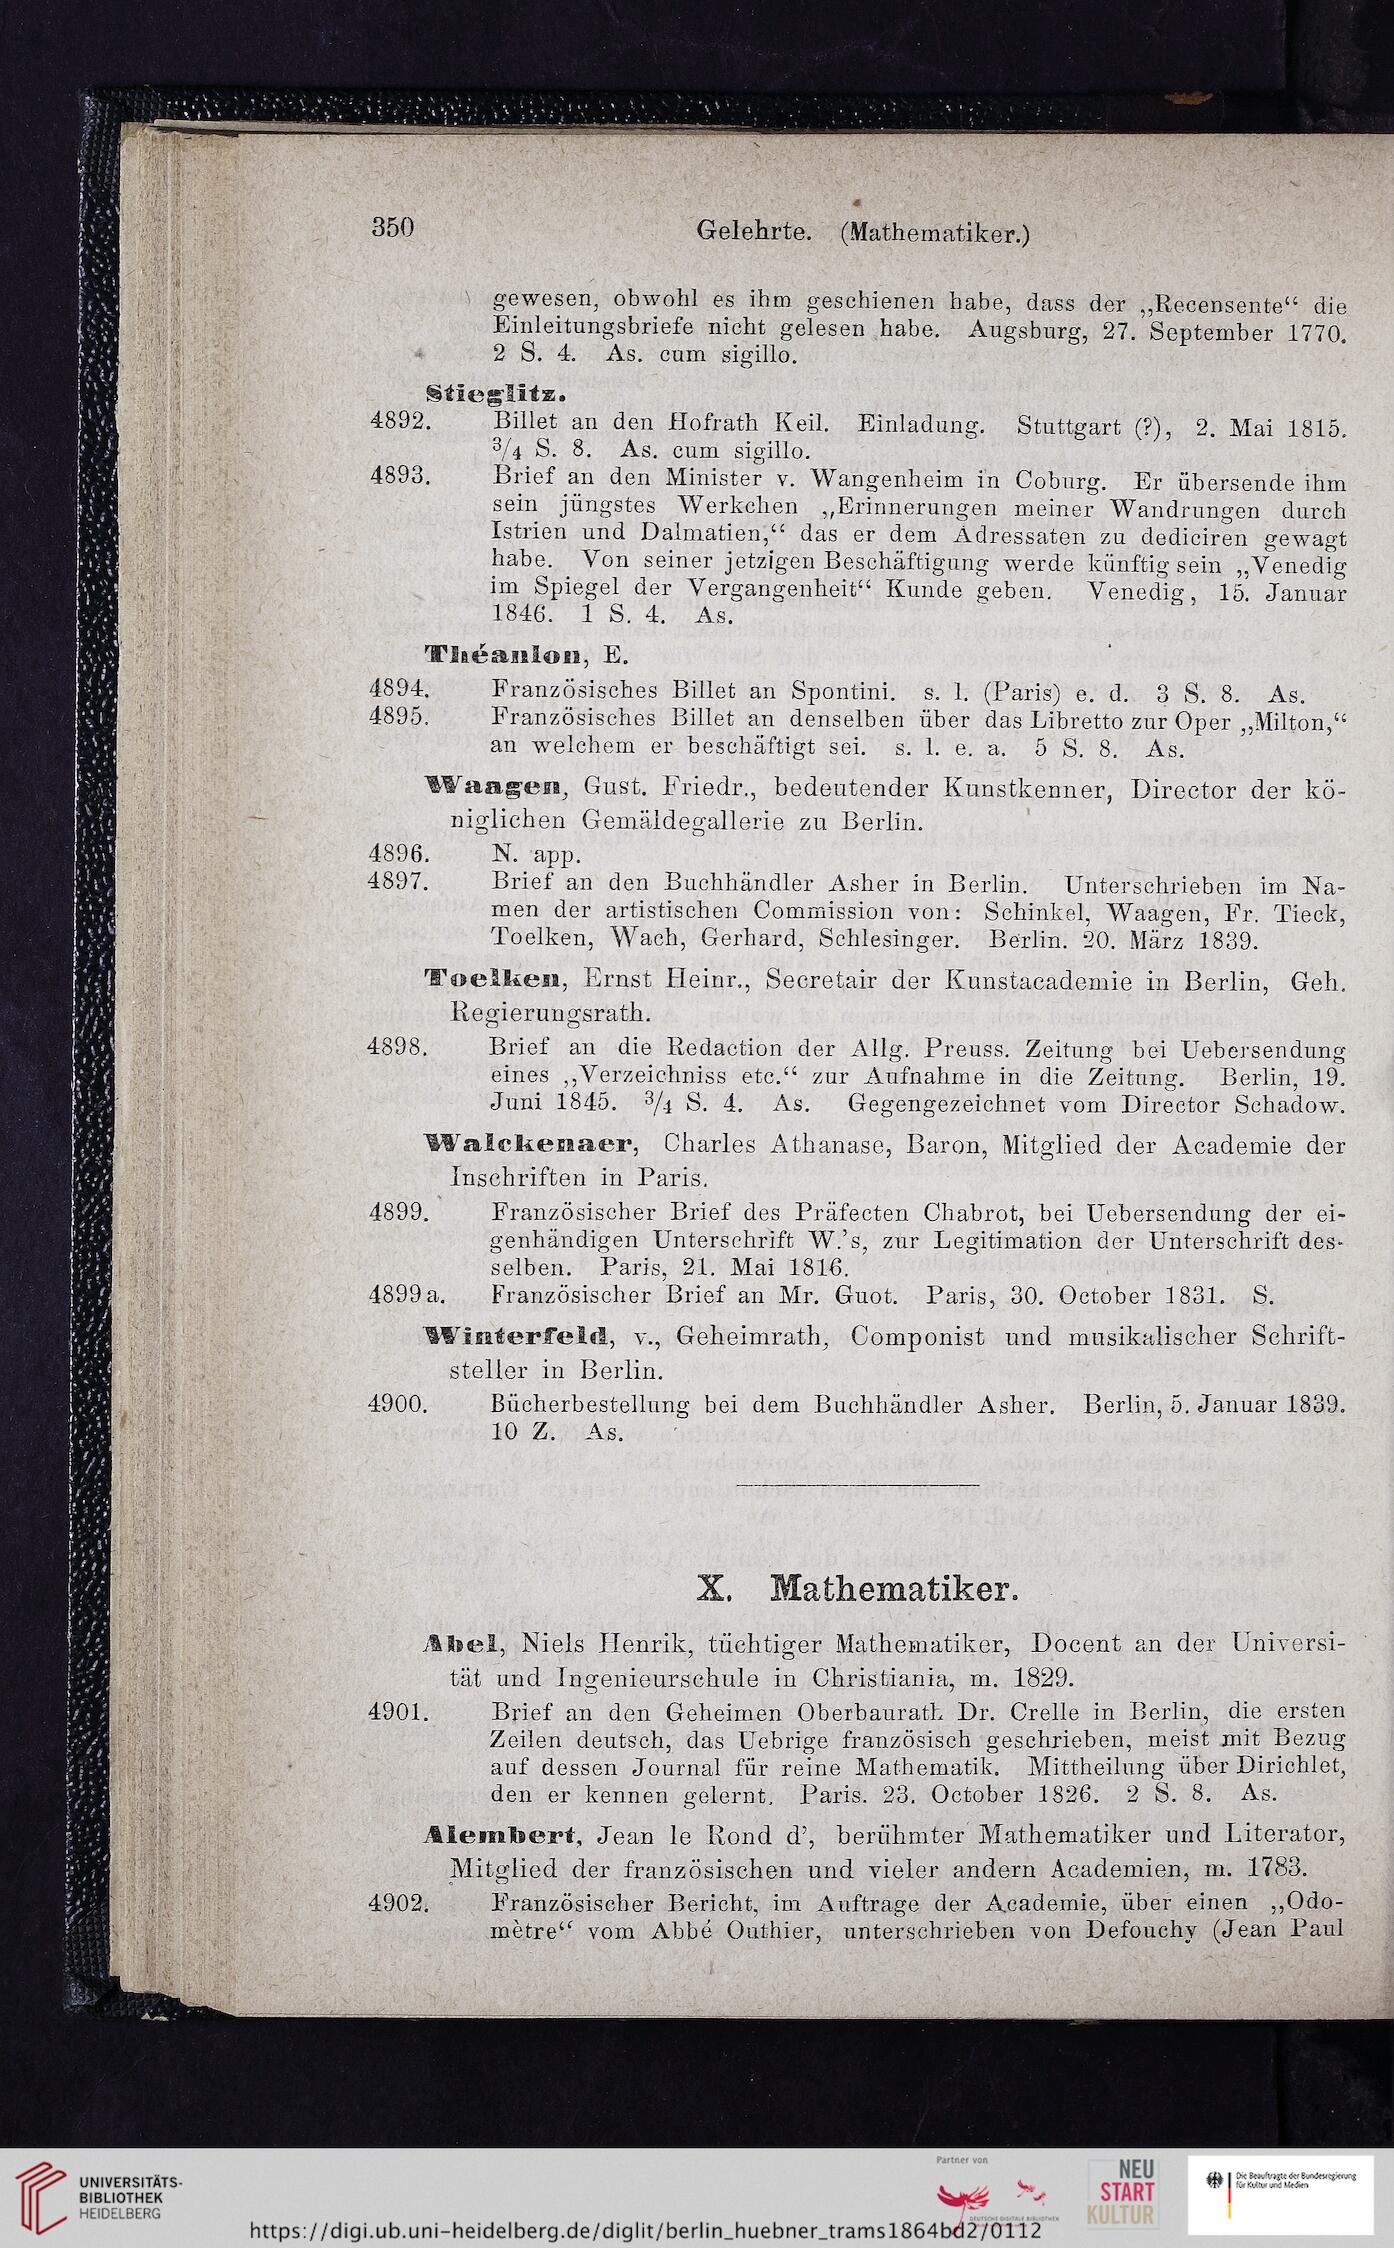 350
Gelehrte. (Mathematiker.)
gewesen, obwohl es ihm geschienen habe, dass der „Recensente“ die
Einleitungsbriefe nicht gelesen habe. Augsburg, 27. September 1770.
2 S. 4. As. cum sigillo.
Stieglitz.
4892. Billet an den Hofrath Keil. Einladung. Stuttgart (?), 2. Mai 1815.
3/4 S. 8. As. cum sigillo.
4893. Brief an den Minister v. Wangenheim in Coburg. Er übersende ihm
sein jüngstes Werkchen „Erinnerungen meiner Wandrungen durch
Istrien und Dalmatien,“ das er dem Adressaten zu dediciren gewagt
habe. Von seiner jetzigen Beschäftigung werde künftig sein „Venedig
im Spiegel der Vergangenheit“ Kunde geben. Venedig, 15. Januar
1846. 1 S. 4. As.
Théaulon, E.
4894. Französisches Billet an Spontini. s. l. (Paris) e. d. 3 S. 8. As.
4895. Französisches Billet an denselben über das Libretto zur Oper „Milton,“
an welchem er beschäftigt sei. s. l. e. a. 5 S. 8. As.
Waagen, Gust. Friedr., bedeutender Kunstkenner, Director der kö-
niglichen Gemäldegallerie zu Berlin.
4896. N. app.
4897. Brief an den Buchhändler Asher in Berlin. Unterschrieben im Na-
men der artistischen Commission von: Schinkel, Waagen, Fr. Tieck,
Toelken, Wach, Gerhard, Schlesinger. Berlin. 20. März 1839.
Toelken, Ernst Heinr., Secretair der Kunstacademie in Berlin, Geh.
Regierungsrath.
4898. Brief an die Redaction der Allg. Preuss. Zeitung bei Uebersendung
eines „Verzeichniss etc.“ zur Aufnahme in die Zeitung. Berlin, 19.
Juni 1845. 3/4 S. 4. As. Gegengezeichnet vom Director Schadow.
Walckenaer, Charles Athanase, Baron, Mitglied der Academie der
Inschriften in Paris.
4899. Französischer Brief des Präfecten Chabrot, bei Uebersendung der ei-
genhändigen Unterschrift W.'s, zur Legitimation der Unterschrift des-
selben. Paris, 21. Mai 1816.
4899 a. Französischer Brief an Mr. Guot. Paris, 30. October 1831. S.
Winterfeld, v., Geheimrath, Componist und musikalischer Schrift-
steller in Berlin.
4900. Bücherbestellung bei dem Buchhändler Asher. Berlin, 5. Januar 1839.
10 Z. As.
X. Mathematiker.
Abel, Niels Henrik, tüchtiger Mathematiker, Docent an der Universi-
tät und Ingenieurschule in Christiania, m. 1829.
4901. Brief an den Geheimen Oberbaurath Dr. Crelle in Berlin, die ersten
Zeilen deutsch, das Uebrige französisch geschrieben, meist mit Bezug
auf dessen Journal für reine Mathematik. Mittheilung über Dirichlet,
den er kennen gelernt. Paris. 23. October 1826. 2 S. 8. As.
Alembert, Jean le Rond d', berühmter Mathematiker und Literator,
Mitglied der französischen und vieler andern Academien, m. 1783.
4902. Französischer Bericht, im Auftrage der Academie, über einen „Odo-
mètre“ vom Abbé Outhier, unterschrieben von Defouchy (Jean Paul
UNIVERSITÄTS-
BIBLIOTHEK
HEIDELBERG
https://digi.ub.uni-heidelberg.de/diglit/berlin_huebner_trams1864bd2/0112
Partner von
DEUTSCHE DIGITALE BIBLIOTHEK
NEU
START
KULTUR
Die Beauftragte der Bundesregierung
für Kultur und Medien